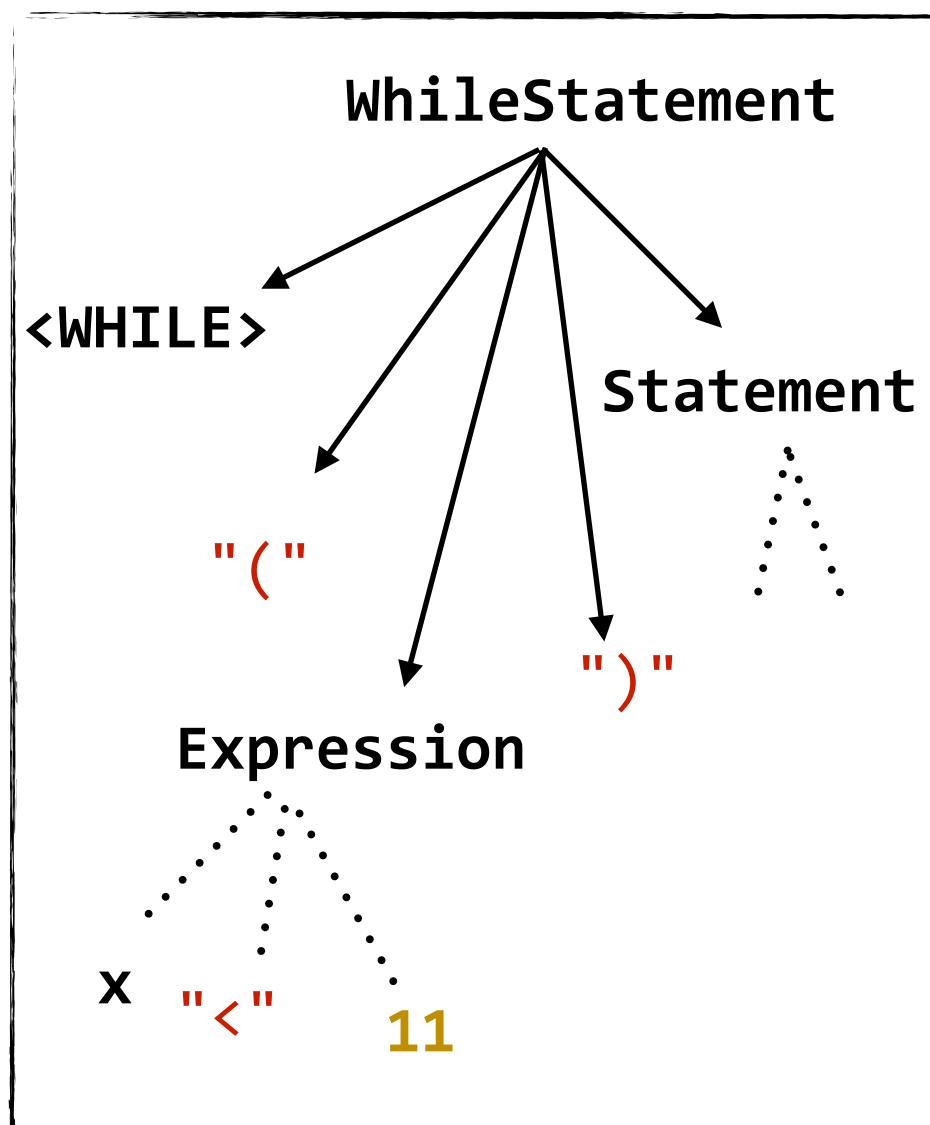 WhileStatement
<WHILE>
Statement
"("
")"
Expression
x "<" 11